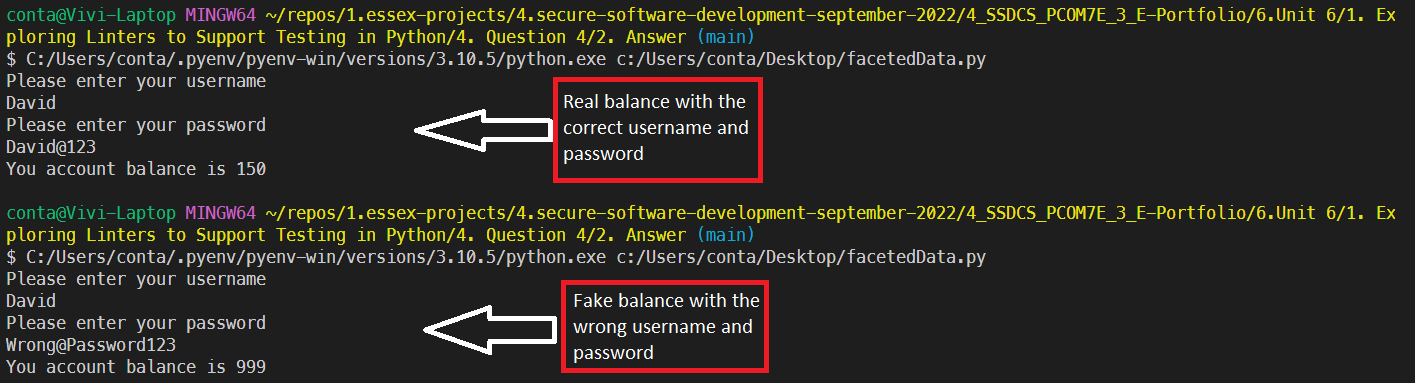 conta@Vivi-Laptop MINGW64 ~/repos/1.essex-projects/4.secure-software-development-september-2022/4_SSDCS_PCOM7E_3_E-Portfolio/6.Unit 6/1. Ex
ploring Linters to Support Testing in Python/4. Question 4/2. Answer (main)
$ C:/Users/conta/.pyenv/pyenv-win/versions/3.10.5/python.exe c:/Users/conta/Desktop/facetedData.py
Please enter your username
David
Please enter your password
David@123
You account balance is 150
Real balance with the
correct username and
password
conta@Vivi-Laptop MINGW64 ~/repos/1.essex-projects/4.secure-software-development-september-2022/4_SSDCS_PCOM7E_3_E-Portfolio/6.Unit 6/1. Ex
ploring Linters to Support Testing in Python/4. Question 4/2. Answer (main)
$ C:/Users/conta/.pyenv/pyenv-win/versions/3.10.5/python.exe c:/Users/conta/Desktop/facetedData.py
Please enter your username
David
Please enter your password
Wrong@Password123
You account balance is 999
Fake balance with the
wrong username and
password